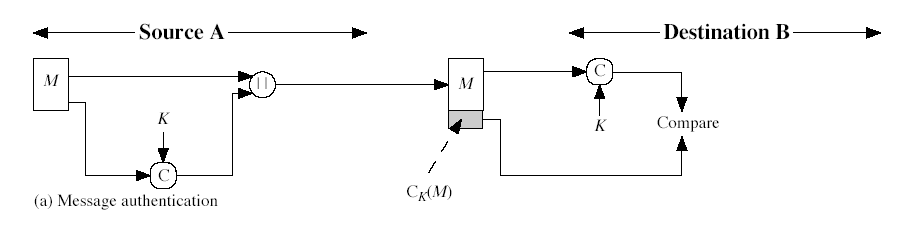 Source A
Destination B
M
||
M
C
K
K
Compare
C
C_K(M)
(a) Message authentication